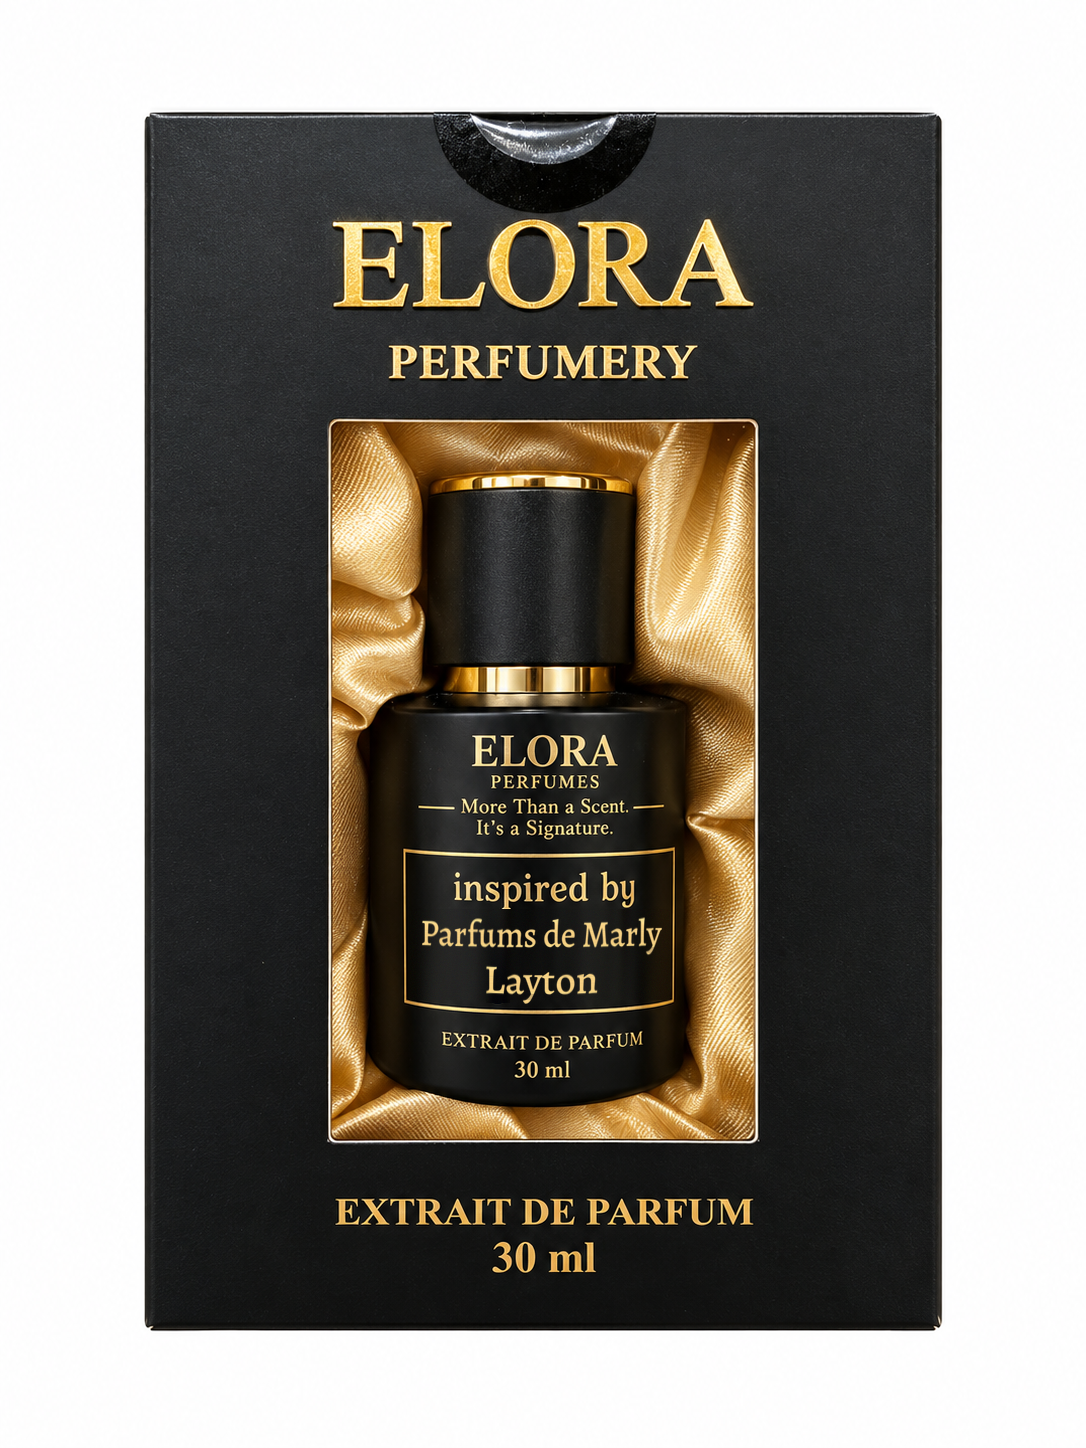 ELORA
PERFUMERY
ELORA
PERFUMES
More Than a Scent.
It's a Signature.
inspired by
Parfums de Marly
Layton
EXTRAIT DE PARFUM
30 ml
EXTRAIT DE PARFUM
30 ml